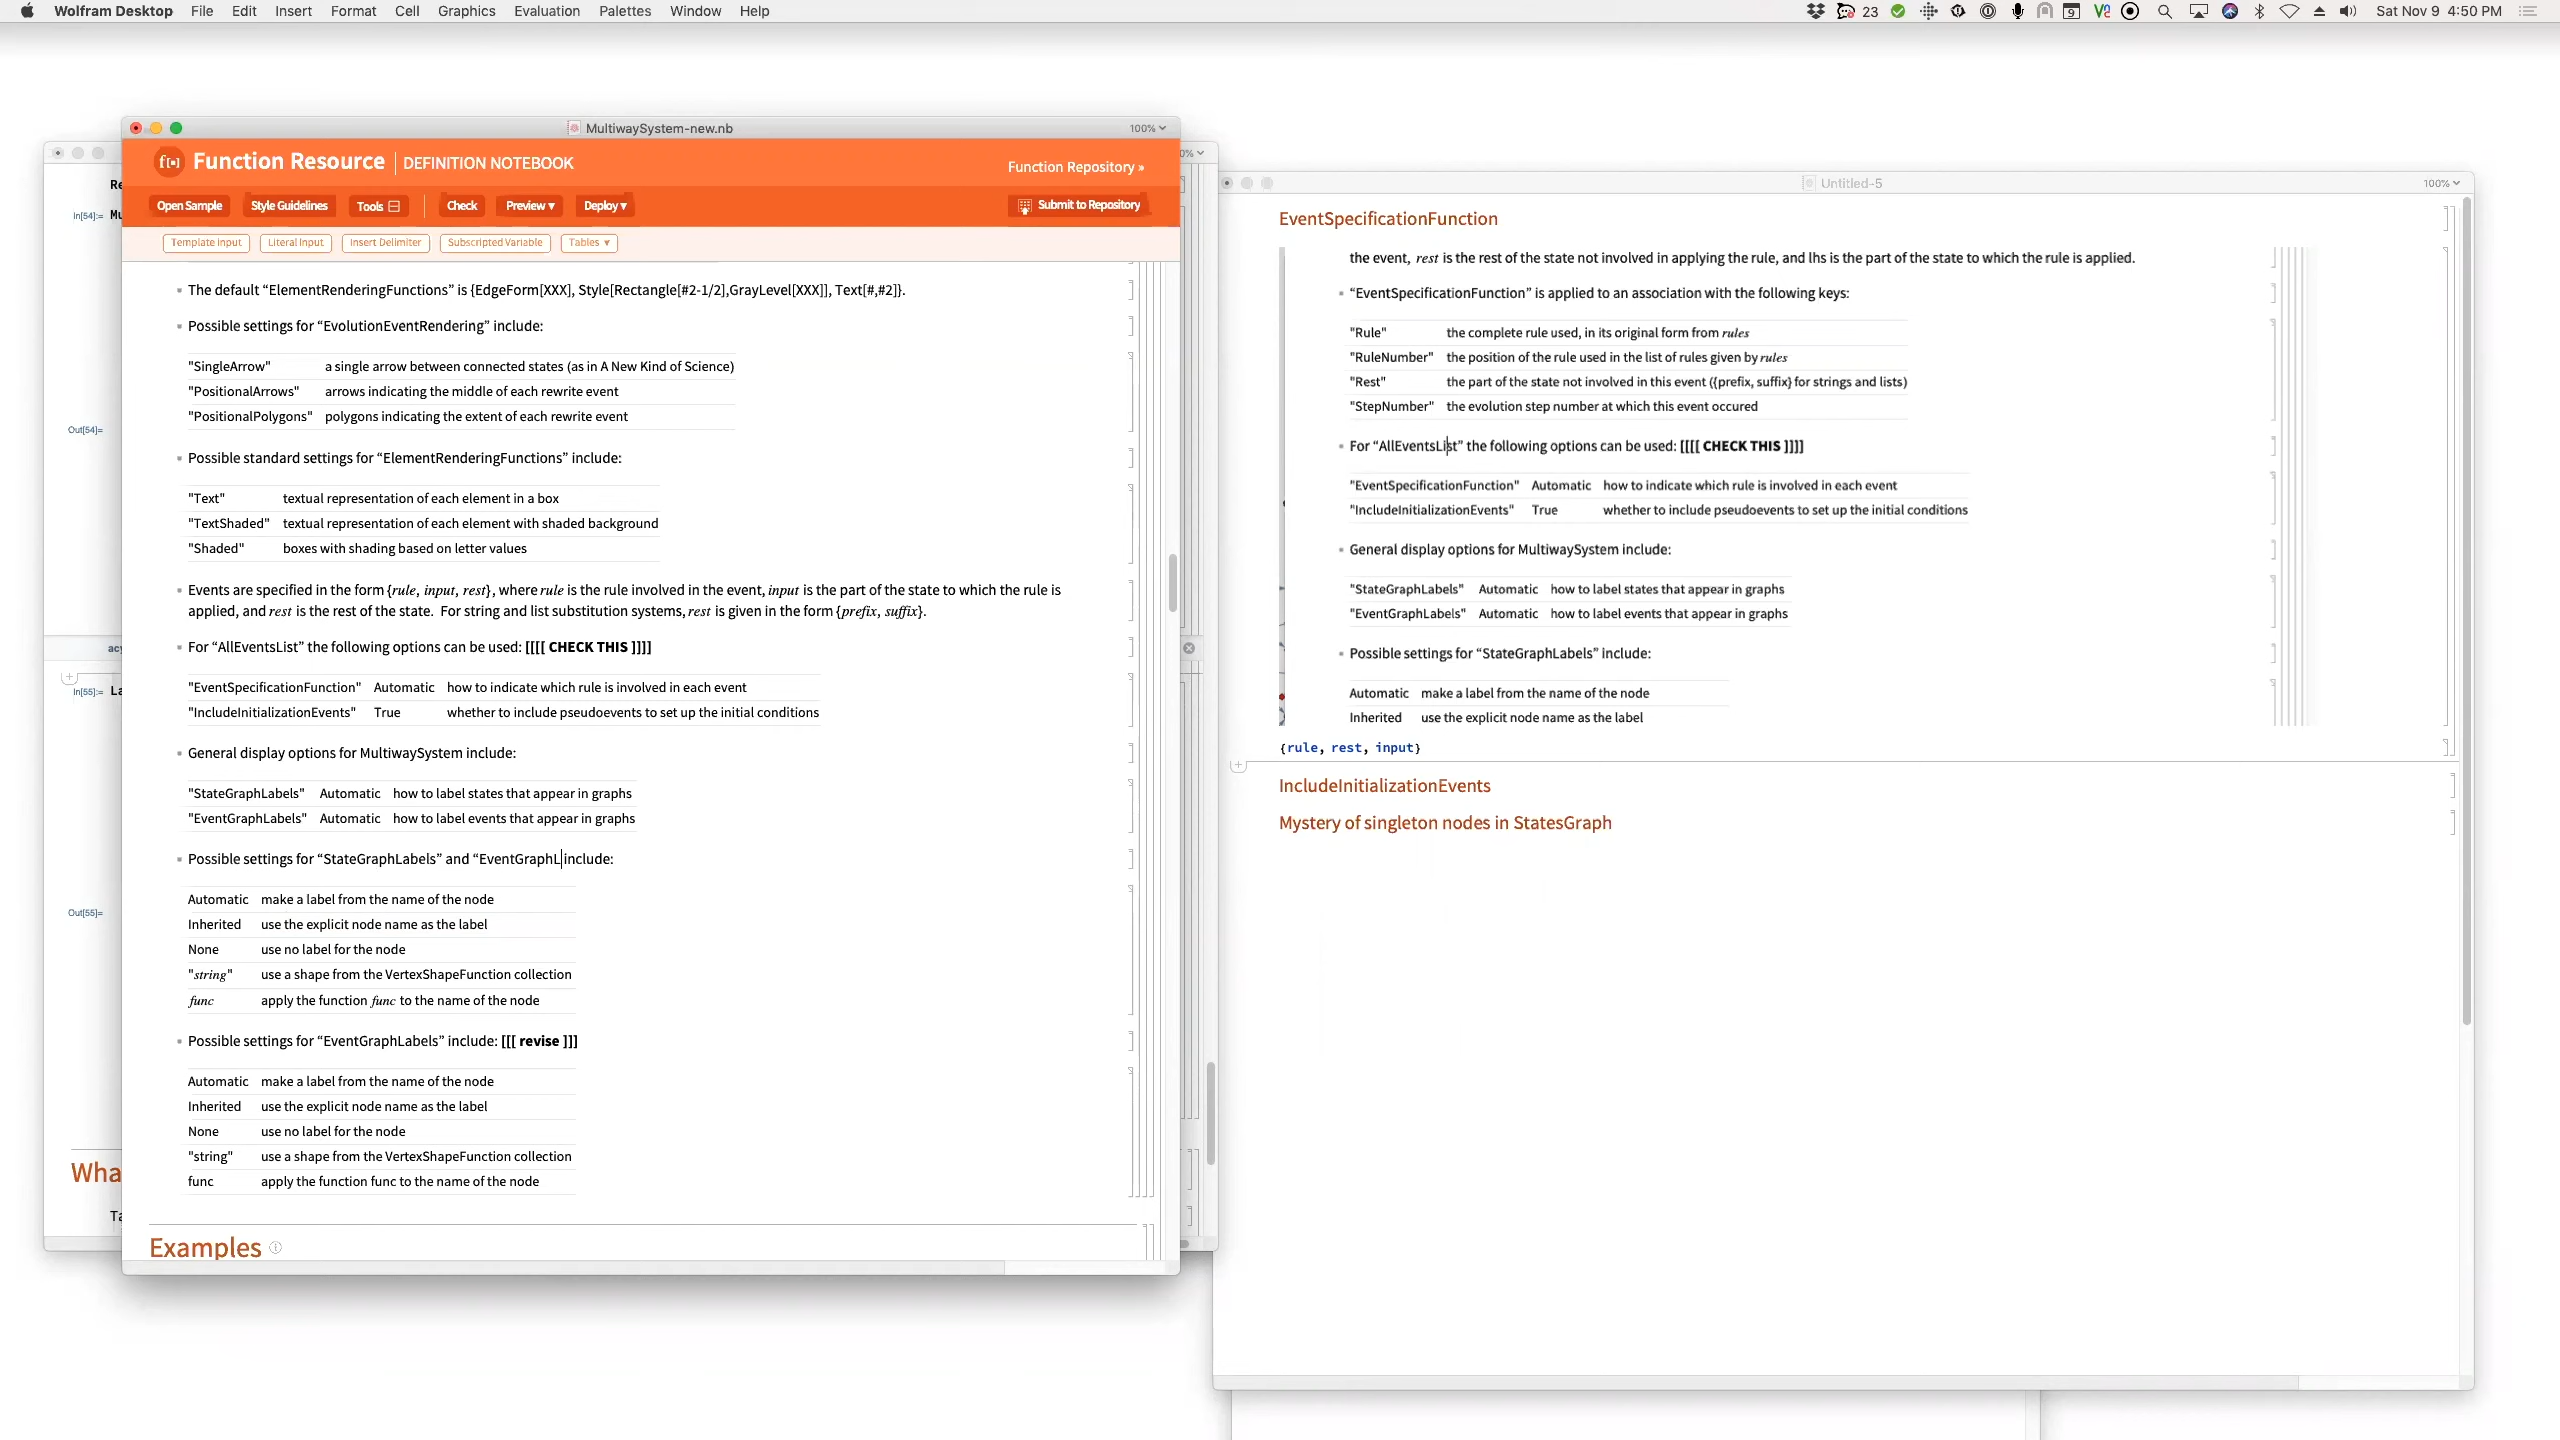 Wolfram Desktop File Edit Insert Format Cell Graphics Evaluation Palettes Window Help
23
9
Sat Nov 9 4:50 PM
MultiwaySystem-new.nb
100%
Function Resource | DEFINITION NOTEBOOK
Function Repository »
Open Sample Style Guidelines Tools Check Preview ▾ Deploy ▾ Submit to Repository
Template Input Literal Input Insert Delimiter Subscripted Variable Tables ▾
The default “ElementRenderingFunctions” is {EdgeForm[XXX], Style[Rectangle[#2-1/2],GrayLevel[XXX]], Text[#,#2]}.
Possible settings for “EvolutionEventRendering” include:
"SingleArrow" a single arrow between connected states (as in A New Kind of Science)
"PositionalArrows" arrows indicating the middle of each rewrite event
"PositionalPolygons" polygons indicating the extent of each rewrite event
Possible standard settings for “ElementRenderingFunctions” include:
"Text" textual representation of each element in a box
"TextShaded" textual representation of each element with shaded background
"Shaded" boxes with shading based on letter values
Events are specified in the form {rule, input, rest}, where rule is the rule involved in the event, input is the part of the state to which the rule is
applied, and rest is the rest of the state. For string and list substitution systems, rest is given in the form {prefix, suffix}.
For “AllEventsList” the following options can be used: [[[[ CHECK THIS ]]]]
"EventSpecificationFunction" Automatic how to indicate which rule is involved in each event
"IncludeInitializationEvents" True whether to include pseudoevents to set up the initial conditions
General display options for MultiwaySystem include:
"StateGraphLabels" Automatic how to label states that appear in graphs
"EventGraphLabels" Automatic how to label events that appear in graphs
Possible settings for “StateGraphLabels” and “EventGraphL include:
Automatic make a label from the name of the node
Inherited use the explicit node name as the label
None use no label for the node
"string" use a shape from the VertexShapeFunction collection
func apply the function func to the name of the node
Possible settings for “EventGraphLabels” include: [[[ revise ]]]
Automatic make a label from the name of the node
Inherited use the explicit node name as the label
None use no label for the node
"string" use a shape from the VertexShapeFunction collection
func apply the function func to the name of the node
Examples
Re
In[54]:= Mu
Out[54]=
acy
In[55]:= La
Out[55]=
Wha
Ta
0%
Untitled-5
100%
EventSpecificationFunction
the event, rest is the rest of the state not involved in applying the rule, and lhs is the part of the state to which the rule is applied.
“EventSpecificationFunction” is applied to an association with the following keys:
"Rule" the complete rule used, in its original form from rules
"RuleNumber" the position of the rule used in the list of rules given by rules
"Rest" the part of the state not involved in this event ({prefix, suffix} for strings and lists)
"StepNumber" the evolution step number at which this event occured
For “AllEventsList” the following options can be used: [[[[ CHECK THIS ]]]]
"EventSpecificationFunction" Automatic how to indicate which rule is involved in each event
"IncludeInitializationEvents" True whether to include pseudoevents to set up the initial conditions
General display options for MultiwaySystem include:
"StateGraphLabels" Automatic how to label states that appear in graphs
"EventGraphLabels" Automatic how to label events that appear in graphs
Possible settings for “StateGraphLabels” include:
Automatic make a label from the name of the node
Inherited use the explicit node name as the label
{rule, rest, input}
IncludeInitializationEvents
Mystery of singleton nodes in StatesGraph